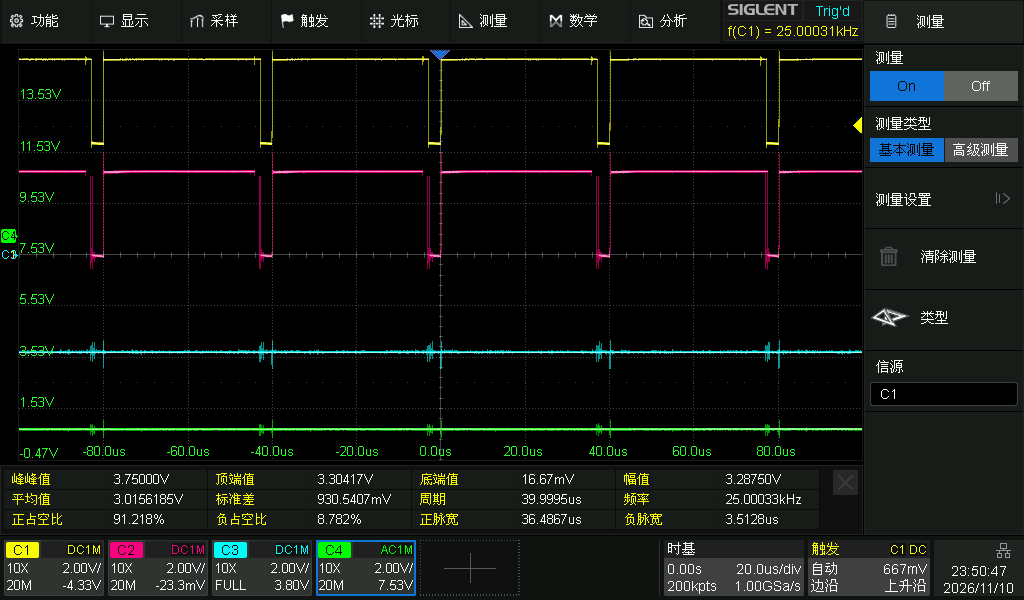 功能 显示 采样 触发 光标 测量 数学 分析 SIGLENT Trig'd 测量
f(C1) = 25.00031kHz
测量
On Off
13.53V
测量类型
11.53V
基本测量 高级测量
9.53V
测量设置
C4
7.53V
清除测量
5.53V
类型
3.53V
信源
C1
1.53V
-0.47V -80.0us -60.0us -40.0us -20.0us 0.00s 20.0us 40.0us 60.0us 80.0us
峰峰值 3.75000V 顶端值 3.30417V 底端值 16.67mV 幅值 3.28750V
平均值 3.0156185V 标准差 930.5407mV 周期 39.9995us 频率 25.00033kHz
正占空比 91.218% 负占空比 8.782% 正脉宽 36.4867us 负脉宽 3.5128us
C1 DC1M C2 DC1M C3 DC1M C4 AC1M 时基 触发 C1 DC
10X 2.00V/ 10X 2.00V/ 10X 2.00V/ 10X 2.00V/ 0.00s 20.0us/div 自动 667mV 23:50:47
20M -4.33V 20M -23.3mV FULL 3.80V 20M 7.53V 200kpts 1.00GSa/s 边沿 上升沿 2026/11/10